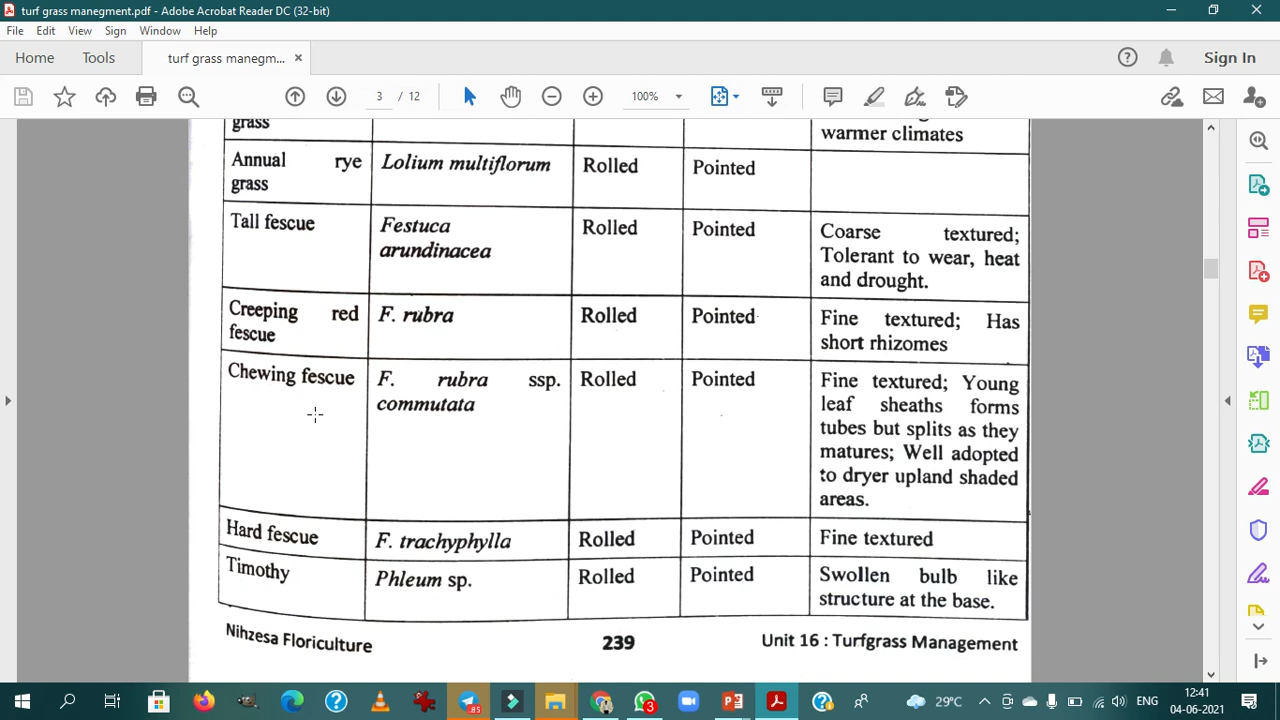 turf grass manegment.pdf - Adobe Acrobat Reader DC (32-bit)
File Edit View Sign Window Help
Home Tools turf grass manegm... × Sign In
3 / 12 100%
grass warmer climates
Annual rye Lolium multiflorum Rolled Pointed
grass
Tall fescue Festuca Rolled Pointed Coarse textured;
arundinacea Tolerant to wear, heat
and drought.
Creeping red F. rubra Rolled Pointed Fine textured; Has
fescue short rhizomes
Chewing fescue F. rubra ssp. Rolled Pointed Fine textured; Young
commutata leaf sheaths forms
tubes but splits as they
matures; Well adopted
to dryer upland shaded
areas.
Hard fescue F. trachyphylla Rolled Pointed Fine textured
Timothy Phleum sp. Rolled Pointed Swollen bulb like
structure at the base.
Nihzesa Floriculture 239 Unit 16 : Turfgrass Management
85 3 29°C ENG 12:41
04-06-2021